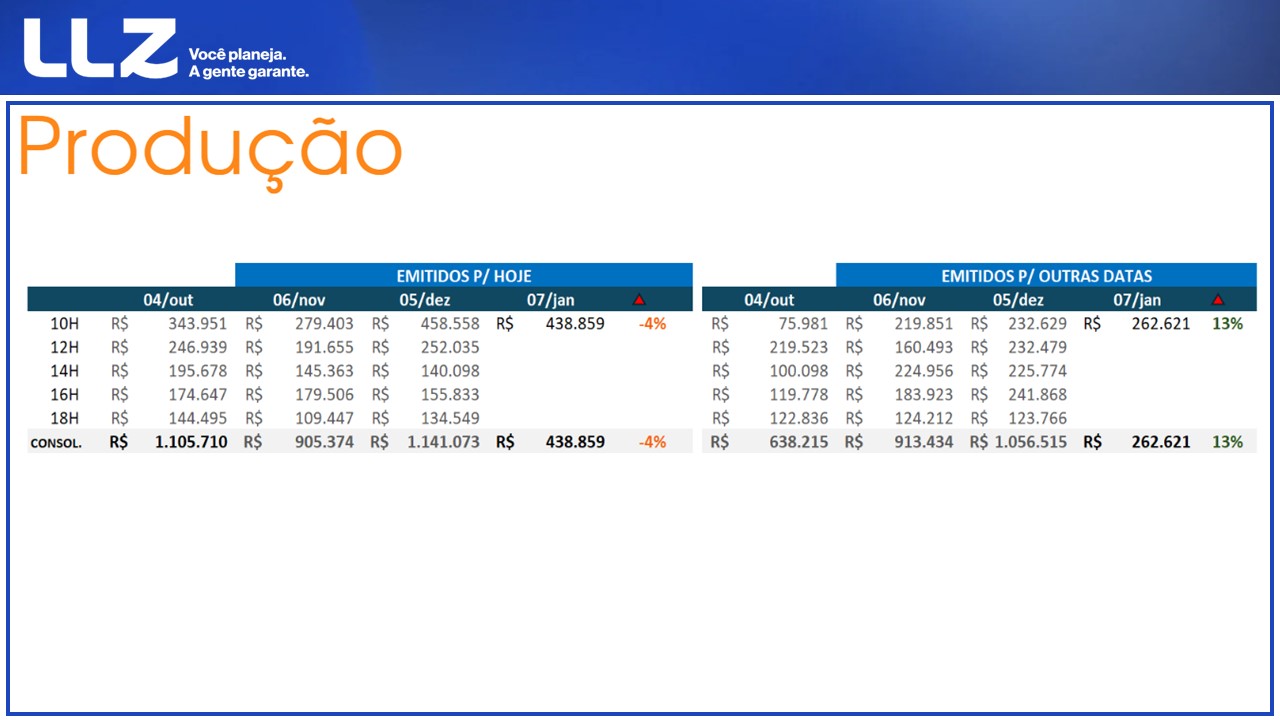 LLZ
Você planeja.
A gente garante.
Produção
EMITIDOS P/ HOJE EMITIDOS P/ OUTRAS DATAS
04/out 06/nov 05/dez 07/jan 04/out 06/nov 05/dez 07/jan
10H R$ 343.951 R$ 279.403 R$ 458.558 R$ 438.859 -4% R$ 75.981 R$ 219.851 R$ 232.629 R$ 262.621 13%
12H R$ 246.939 R$ 191.655 R$ 252.035 R$ 219.523 R$ 160.493 R$ 232.479
14H R$ 195.678 R$ 145.363 R$ 140.098 R$ 100.098 R$ 224.956 R$ 225.774
16H R$ 174.647 R$ 179.506 R$ 155.833 R$ 119.778 R$ 183.923 R$ 241.868
18H R$ 144.495 R$ 109.447 R$ 134.549 R$ 122.836 R$ 124.212 R$ 123.766
CONSOL. R$ 1.105.710 R$ 905.374 R$ 1.141.073 R$ 438.859 -4% R$ 638.215 R$ 913.434 R$ 1.056.515 R$ 262.621 13%